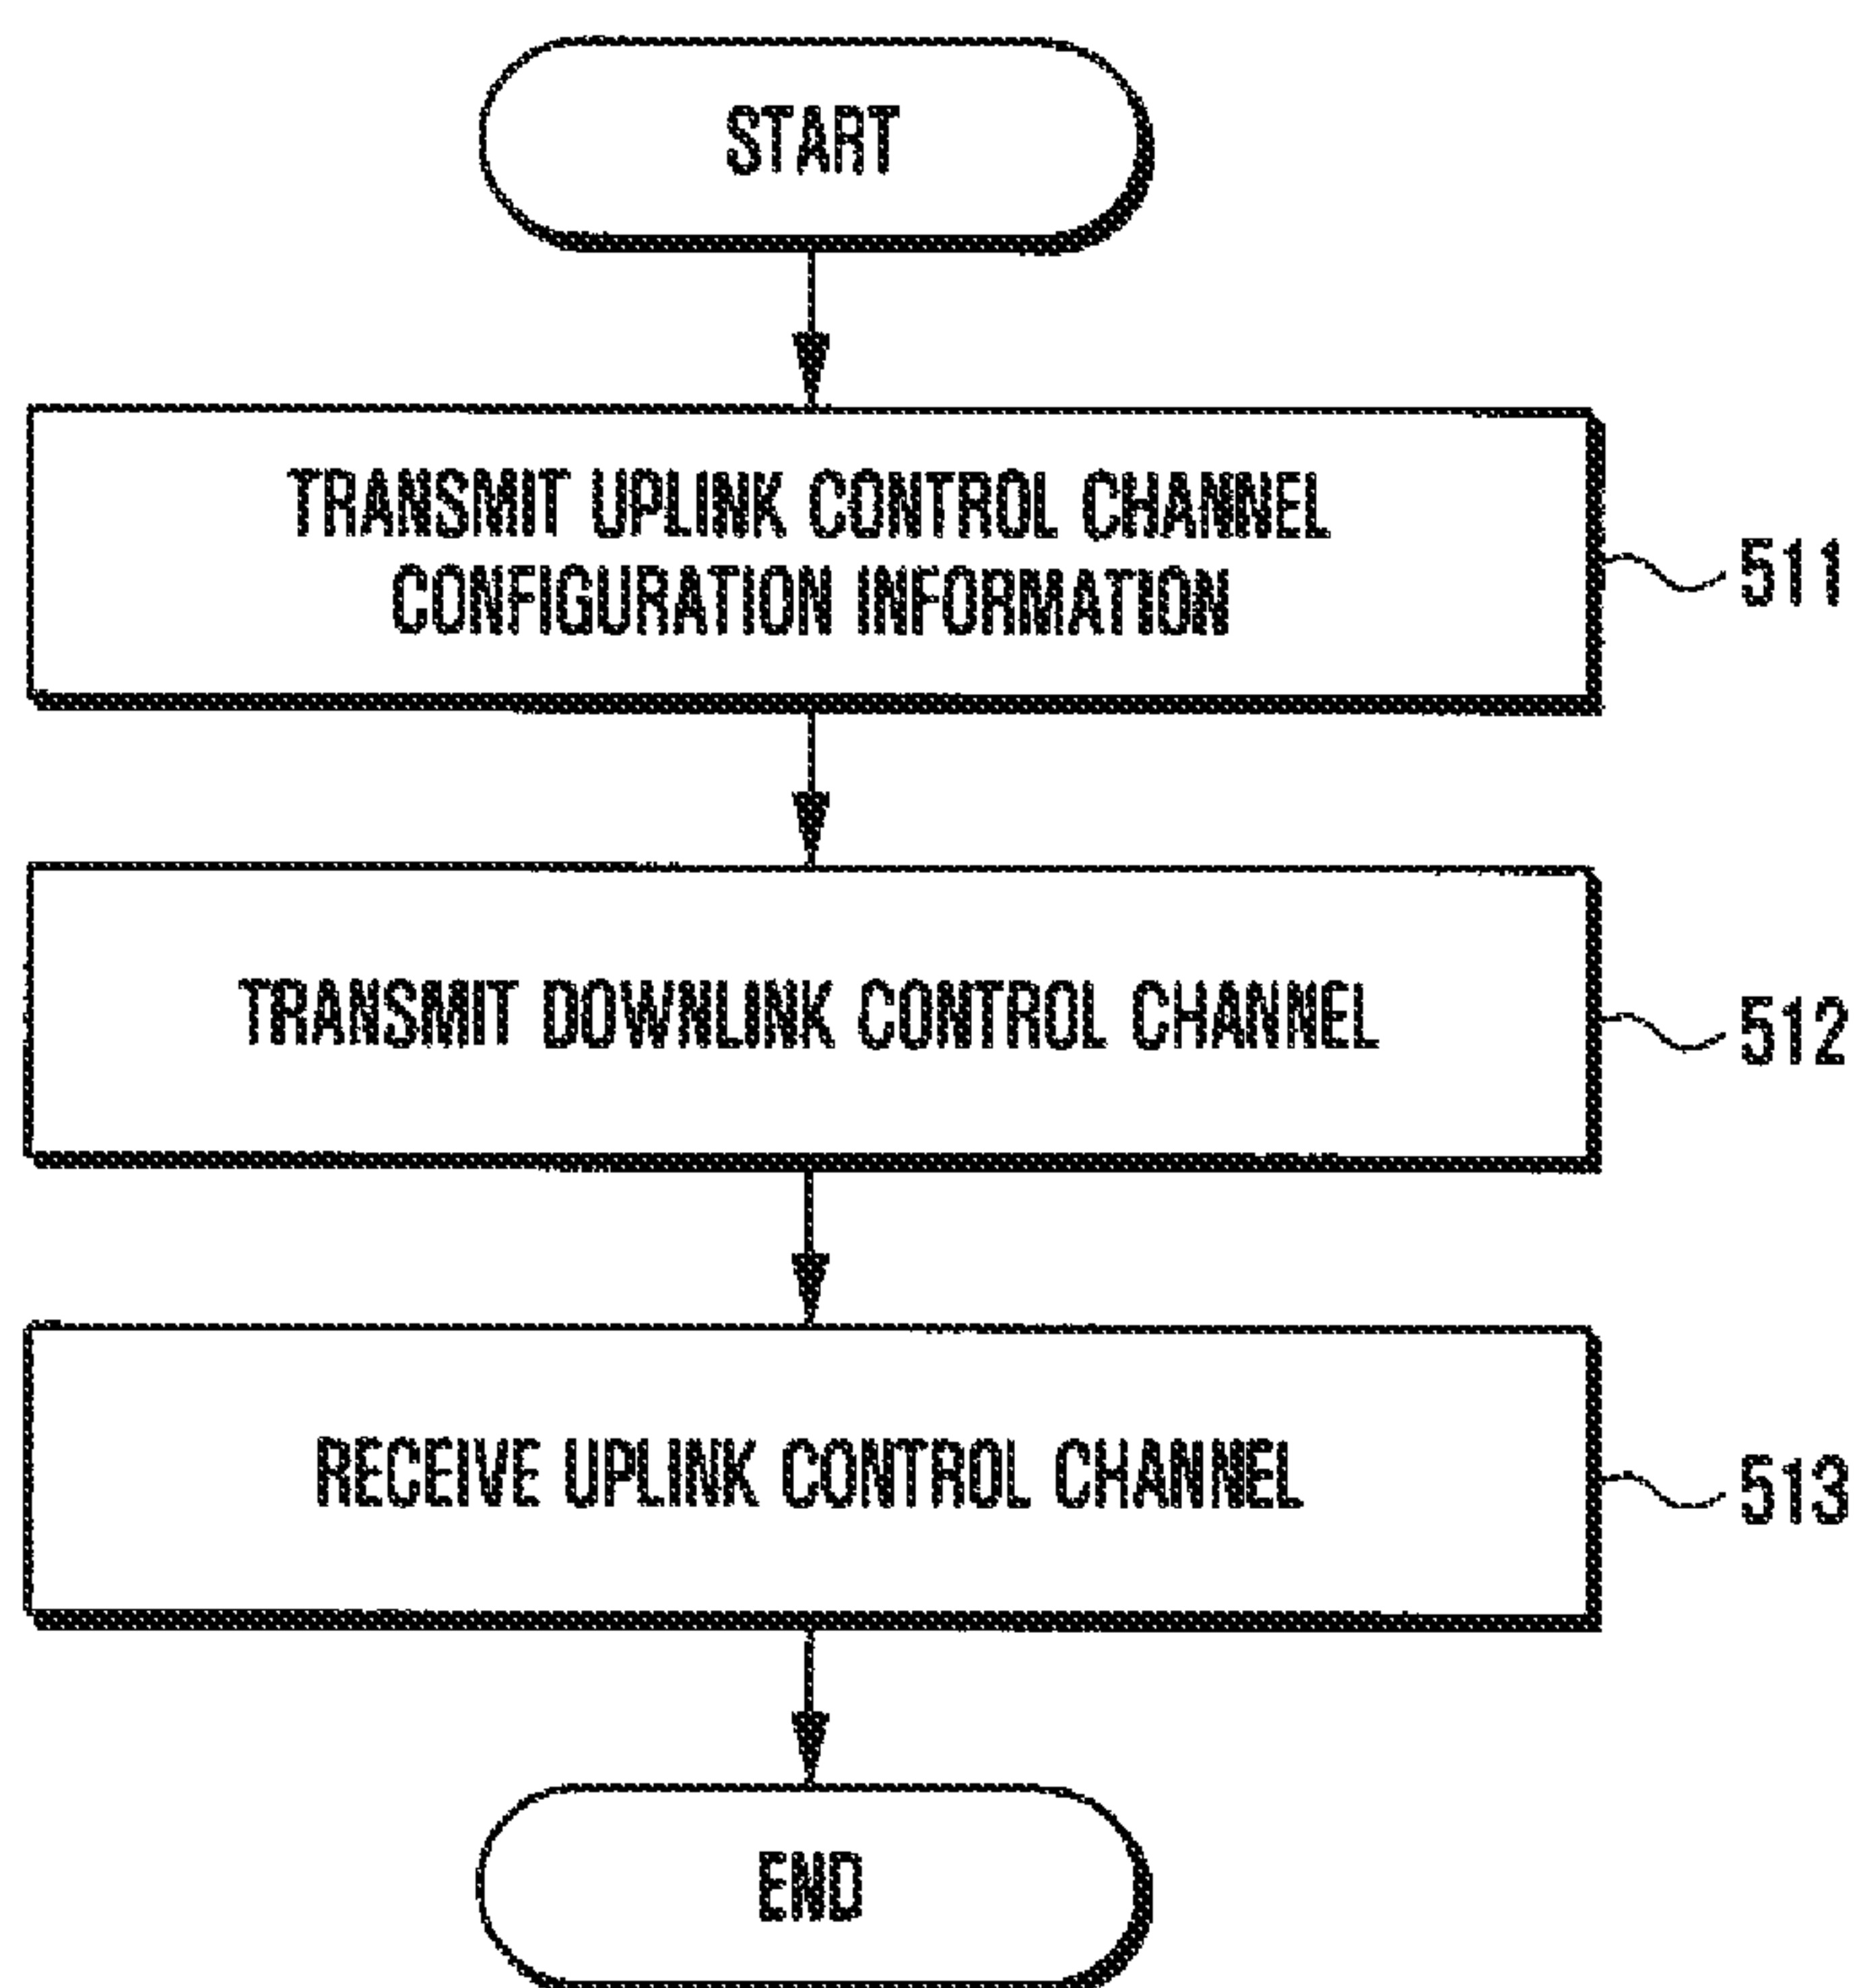 START
TRANSMIT UPLINK CONTROL CHANNEL
CONFIGURATION INFORMATION
511
TRANSMIT DOWNLINK CONTROL CHANNEL
512
RECEIVE UPLINK CONTROL CHANNEL
513
END